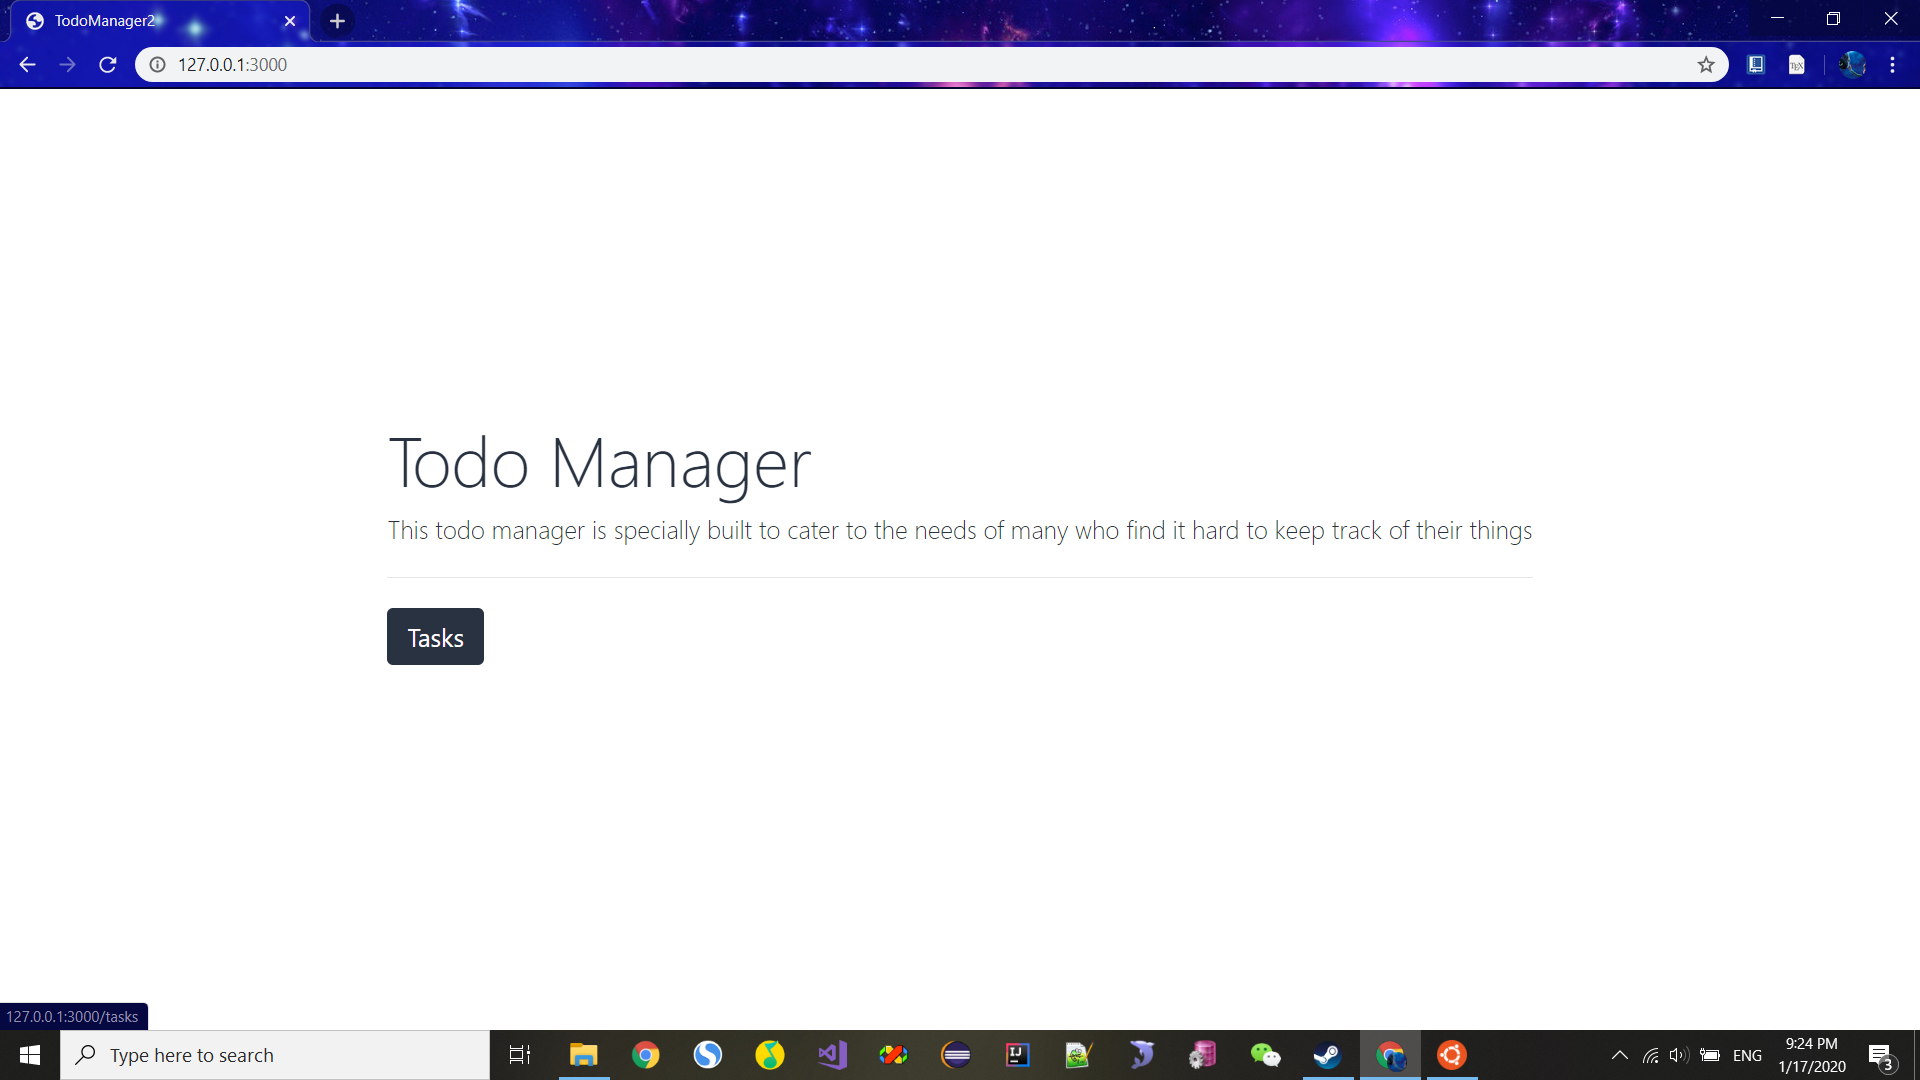 TodoManager2
127.0.0.1:3000
Todo Manager
This todo manager is specially built to cater to the needs of many who find it hard to keep track of their things
Tasks
127.0.0.1:3000/tasks
Type here to search
ENG
9:24 PM
1/17/2020
3